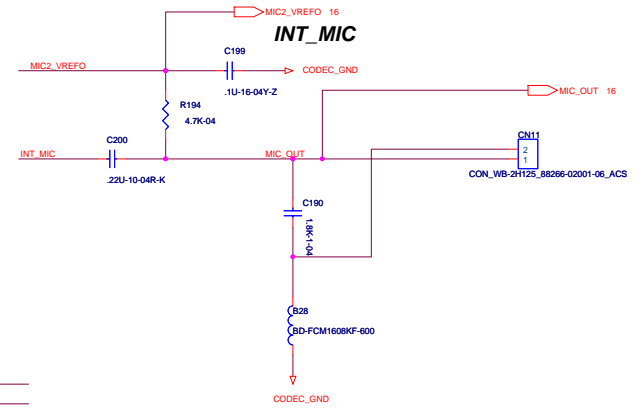 MIC2_VREFO 16
INT_MIC
C199
MIC2_VREFO
CODEC_GND
.1U-16-04Y-Z
MIC_OUT 16
R194
4.7K-04
C200
CN11
INT_MIC
MIC_OUT
2
1
.22U-10-04R-K
CON_WB-2H125_88266-02001-06_ACS
C190
1.8K-1-04
B28
BD-FCM1608KF-600
CODEC_GND